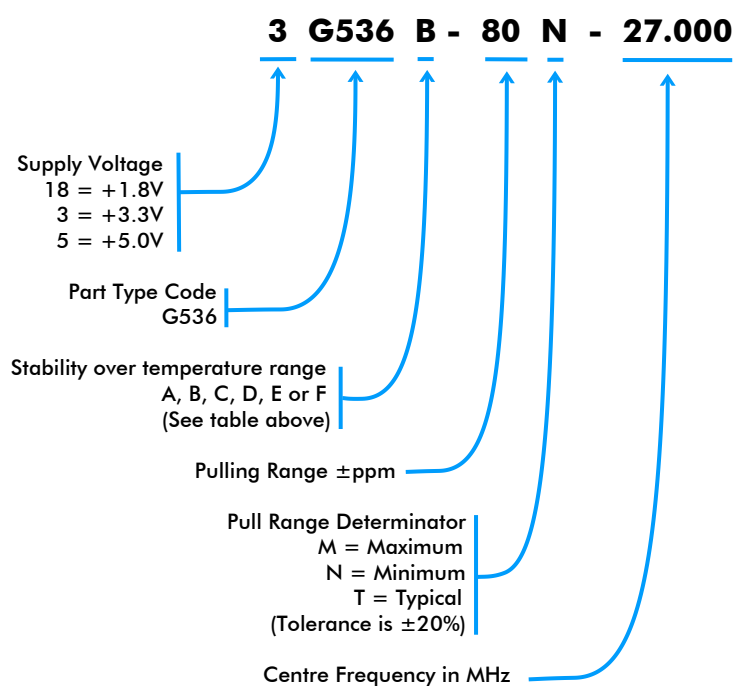 3 G536 B - 80 N - 27.000
Supply Voltage
18 = +1.8V
3 = +3.3V
5 = +5.0V
Part Type Code
G536
Stability over temperature range
A, B, C, D, E or F
(See table above)
Pulling Range ±ppm
Pull Range Determinator
M = Maximum
N = Minimum
T = Typical
(Tolerance is ±20%)
Centre Frequency in MHz